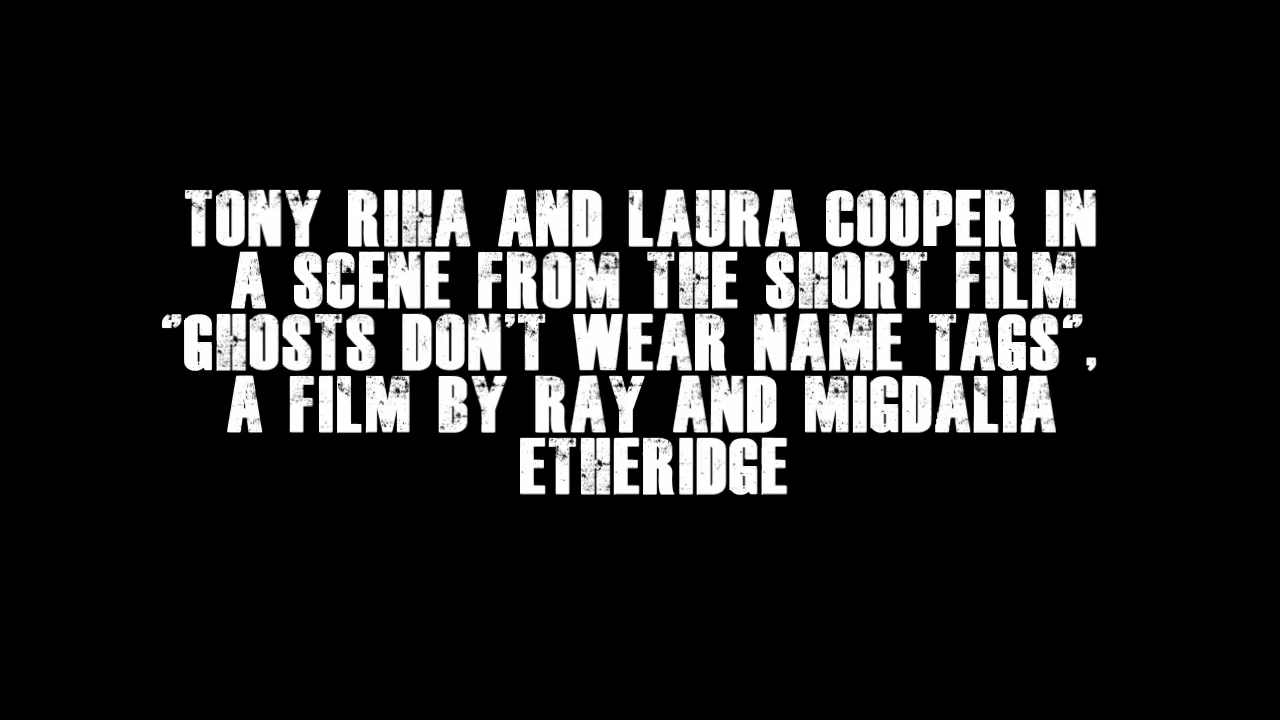 TONY RIHA AND LAURA COOPER IN
A SCENE FROM THE SHORT FILM
"GHOSTS DON'T WEAR NAME TAGS",
A FILM BY RAY AND MIGDALIA
ETHERIDGE